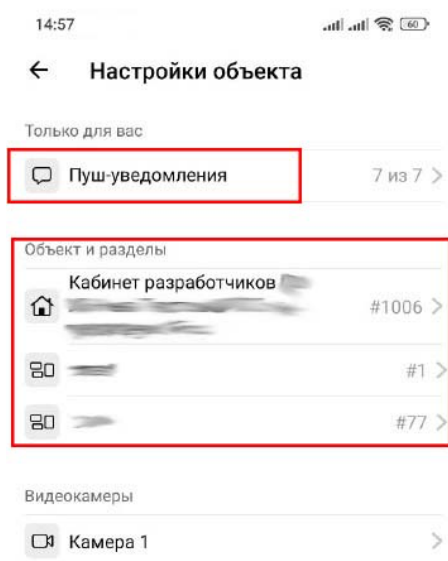 14:57
60
Настройки объекта
Только для вас
Пуш-уведомления 7 из 7
Объект и разделы
Кабинет разработчиков
#1006
#1
#77
Видеокамеры
Камера 1